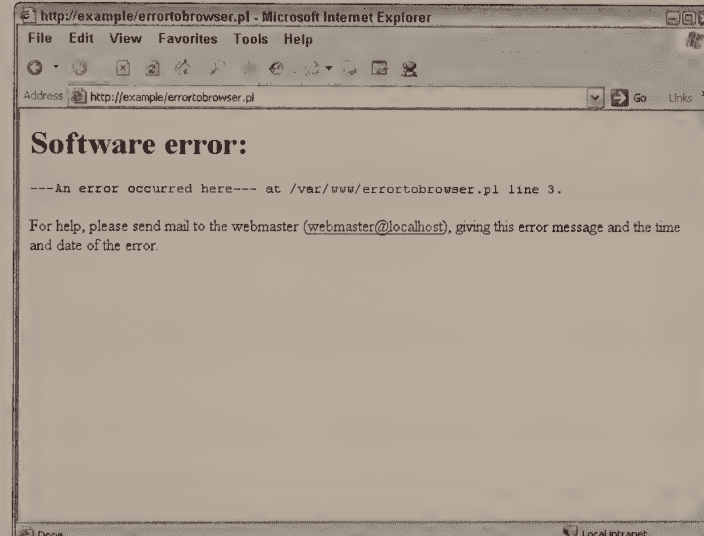 http://example/errortobrowser.pl - Microsoft Internet Explorer
File Edit View Favorites Tools Help
Address http://example/errortobrowser.pl Go Links
Software error:
---An error occurred here--- at /var/www/errortobrowser.pl line 3.
For help, please send mail to the webmaster (webmaster@localhost), giving this error message and the time
and date of the error.
Done Local intranet